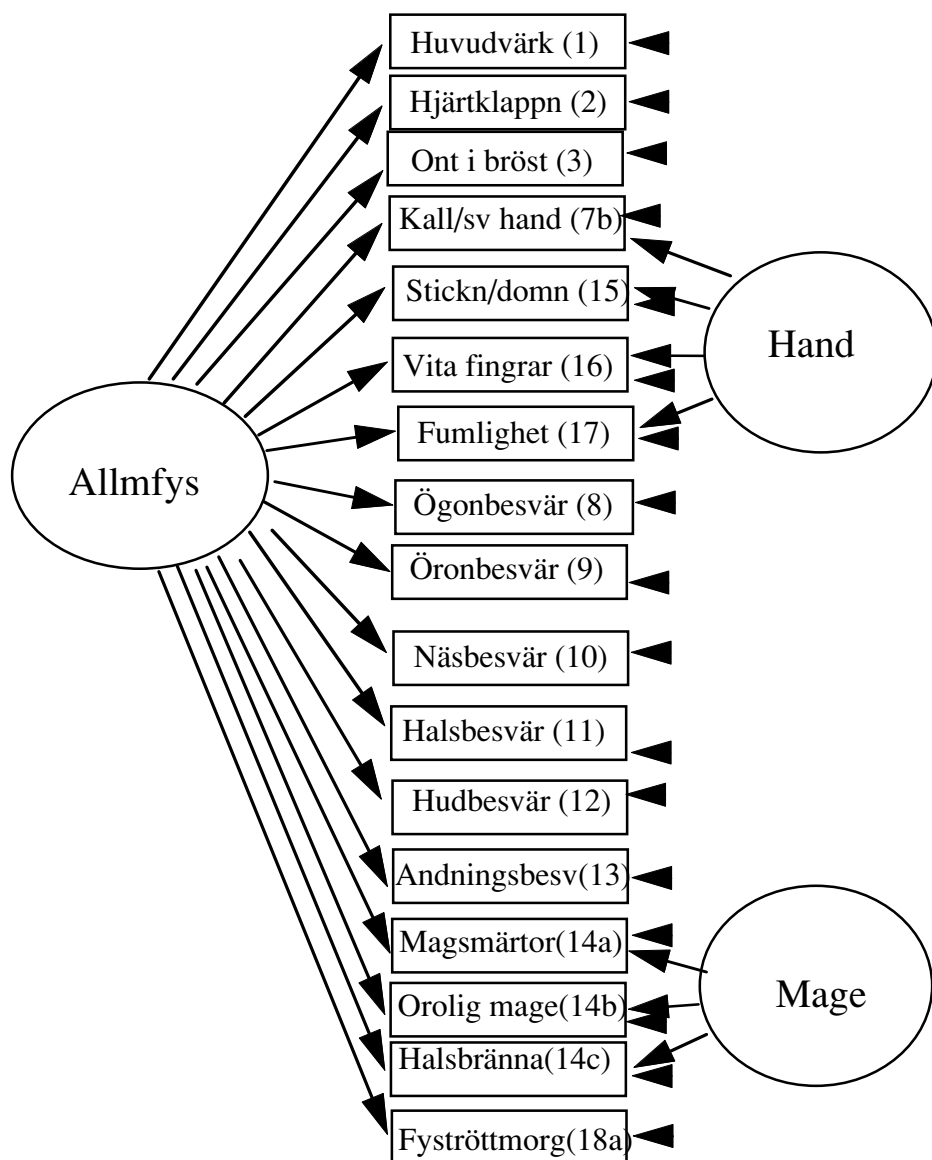 Huvudvärk (1)
Hjärtklappn (2)
Ont i bröst (3)
Kall/sv hand (7b)
Stickn/domn (15)
Vita fingrar (16)
Fumlighet (17)
Ögonbesvär (8)
Öronbesvär (9)
Näsbesvär (10)
Halsbesvär (11)
Hudbesvär (12)
Andningsbesv(13)
Magsmärtor(14a)
Orolig mage(14b)
Halsbränna(14c)
Fyströttmorg(18a)
Allmfys
Hand
Mage